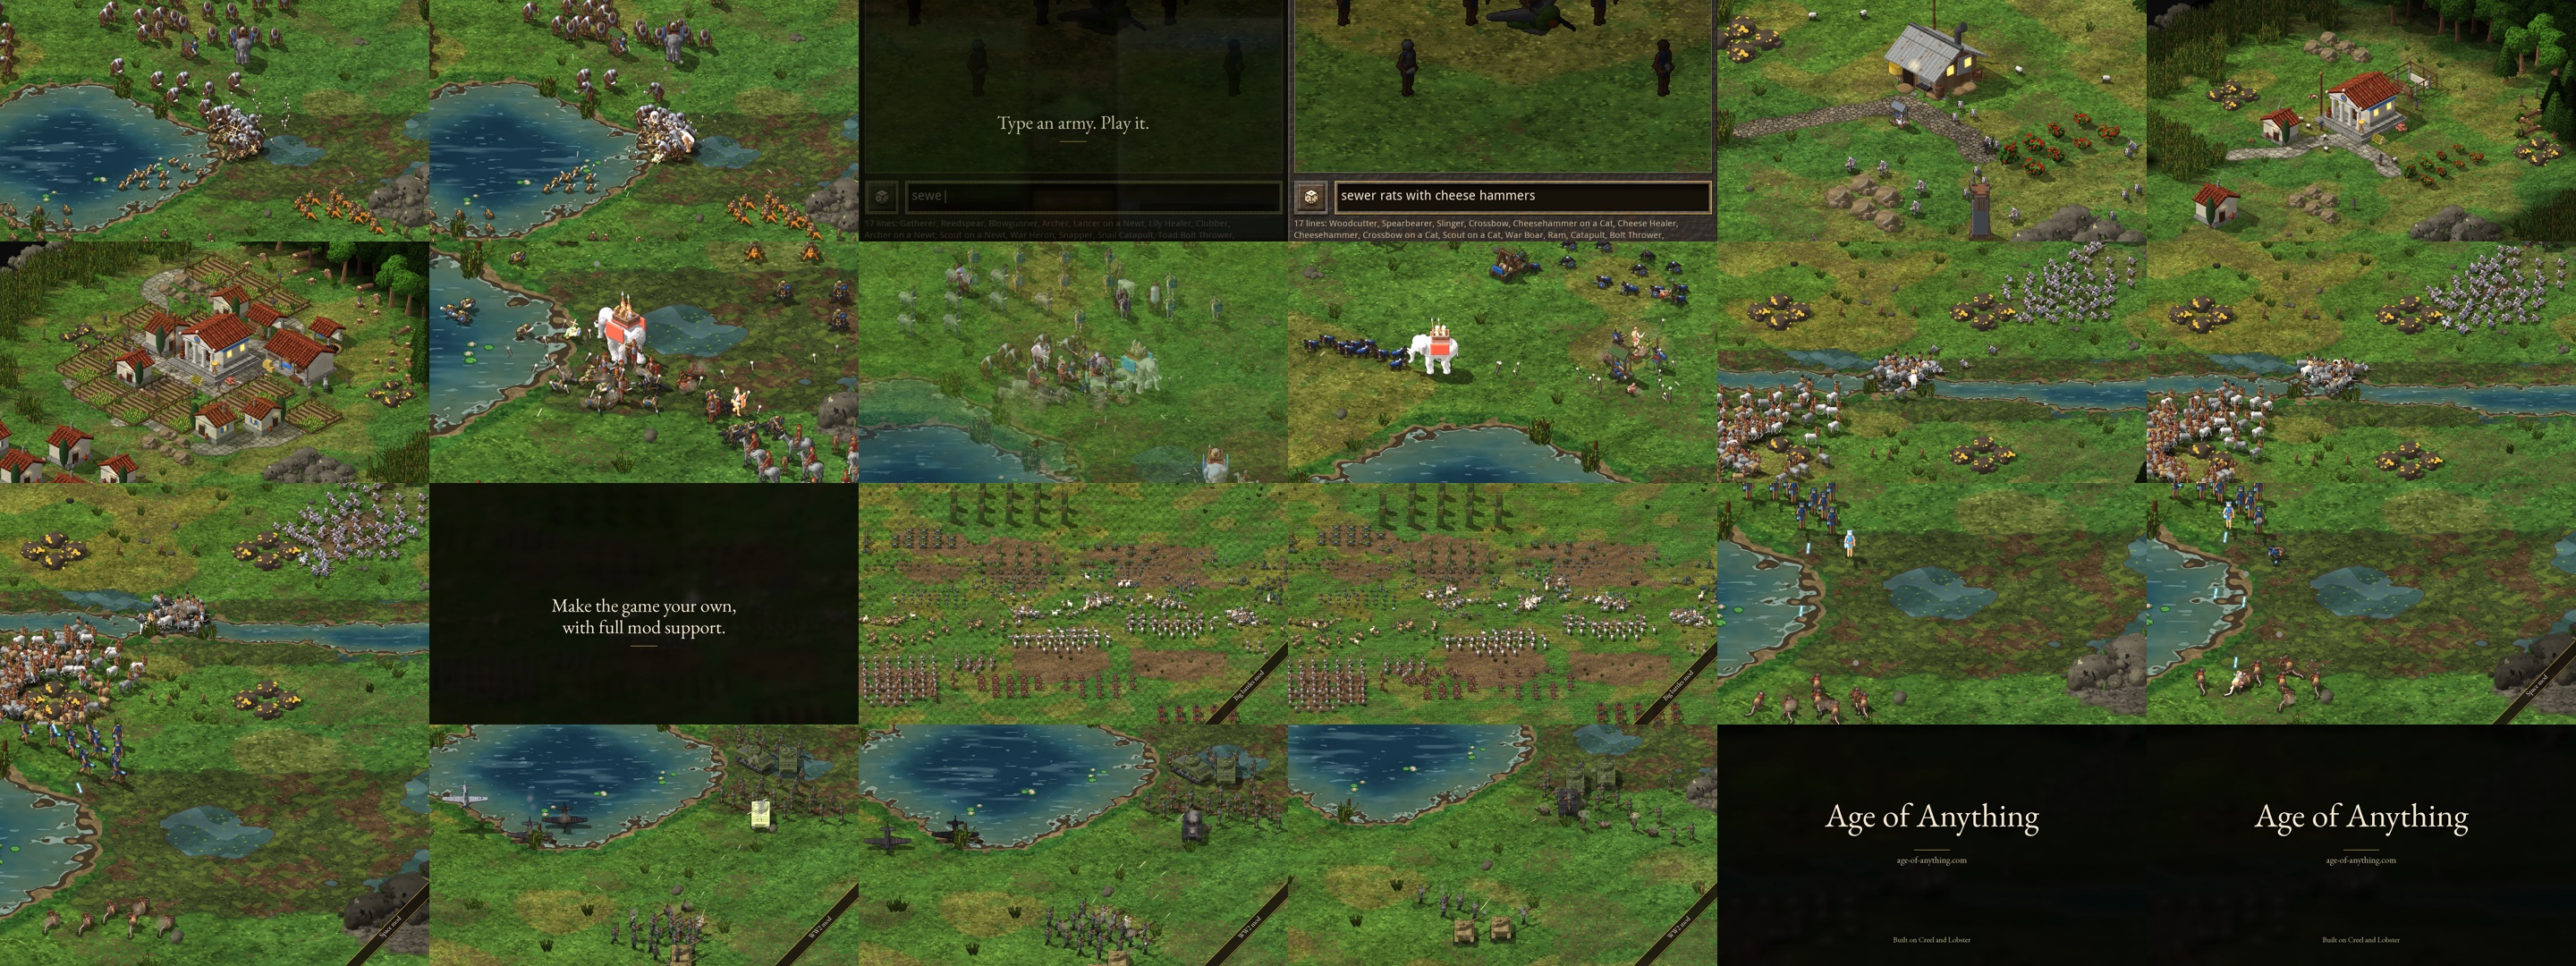 Type an army. Play it.
sewe
17 lines: Gatherer, Reedspear, Blowgunner, Archer, Lancer on a Newt, Lily Healer, Clubber,
Archer on a Newt, Scout on a Newt, War Heron, Snapper, Snail Catapult, Toad Bolt Thrower,
sewer rats with cheese hammers
17 lines: Woodcutter, Spearbearer, Slinger, Crossbow, Cheesehammer on a Cat, Cheese Healer,
Cheesehammer, Crossbow on a Cat, Scout on a Cat, War Boar, Ram, Catapult, Bolt Thrower,
Make the game your own,
with full mod support.
Big battles mod
Big battles mod
Space mod
Space mod
WW2 mod
WW2 mod
WW2 mod
Age of Anything
age-of-anything.com
Built on Creel and Lobster
Age of Anything
age-of-anything.com
Built on Creel and Lobster